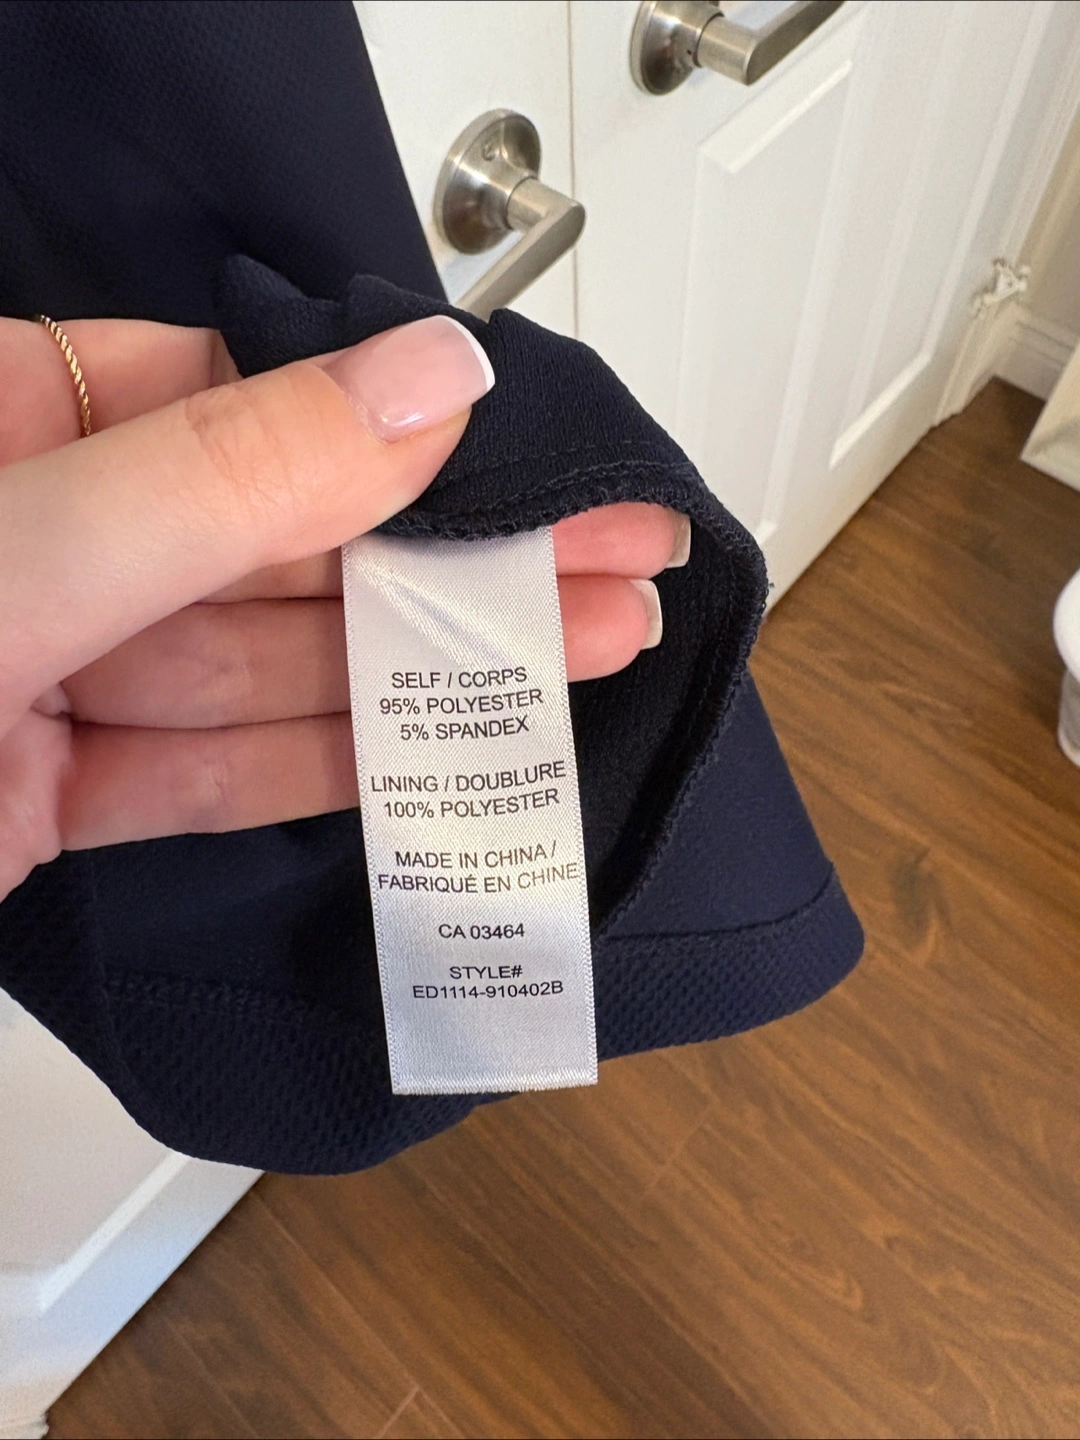 SELF / CORPS
95% POLYESTER
5% SPANDEX
LINING / DOUBLURE
100% POLYESTER
MADE IN CHINA /
FABRIQUÉ EN CHINE
CA 03464
STYLE#
ED1114-910402B